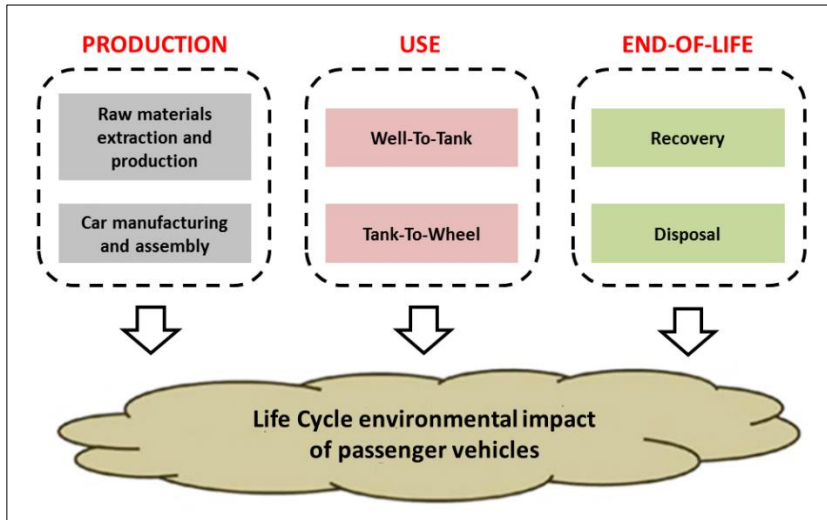 PRODUCTION
Raw materials
extraction and
production
Car manufacturing
and assembly
USE
Well-To-Tank
Tank-To-Wheel
END-OF-LIFE
Recovery
Disposal
Life Cycle environmental impact
of passenger vehicles